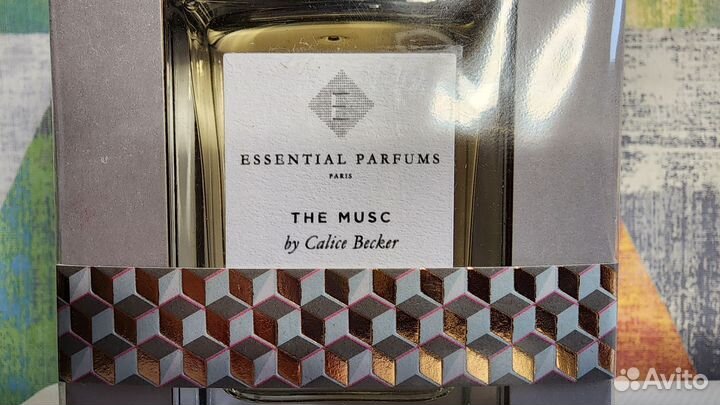 E
ESSENTIAL PARFUMS
PARIS
THE MUSC
by Calice Becker
Avito